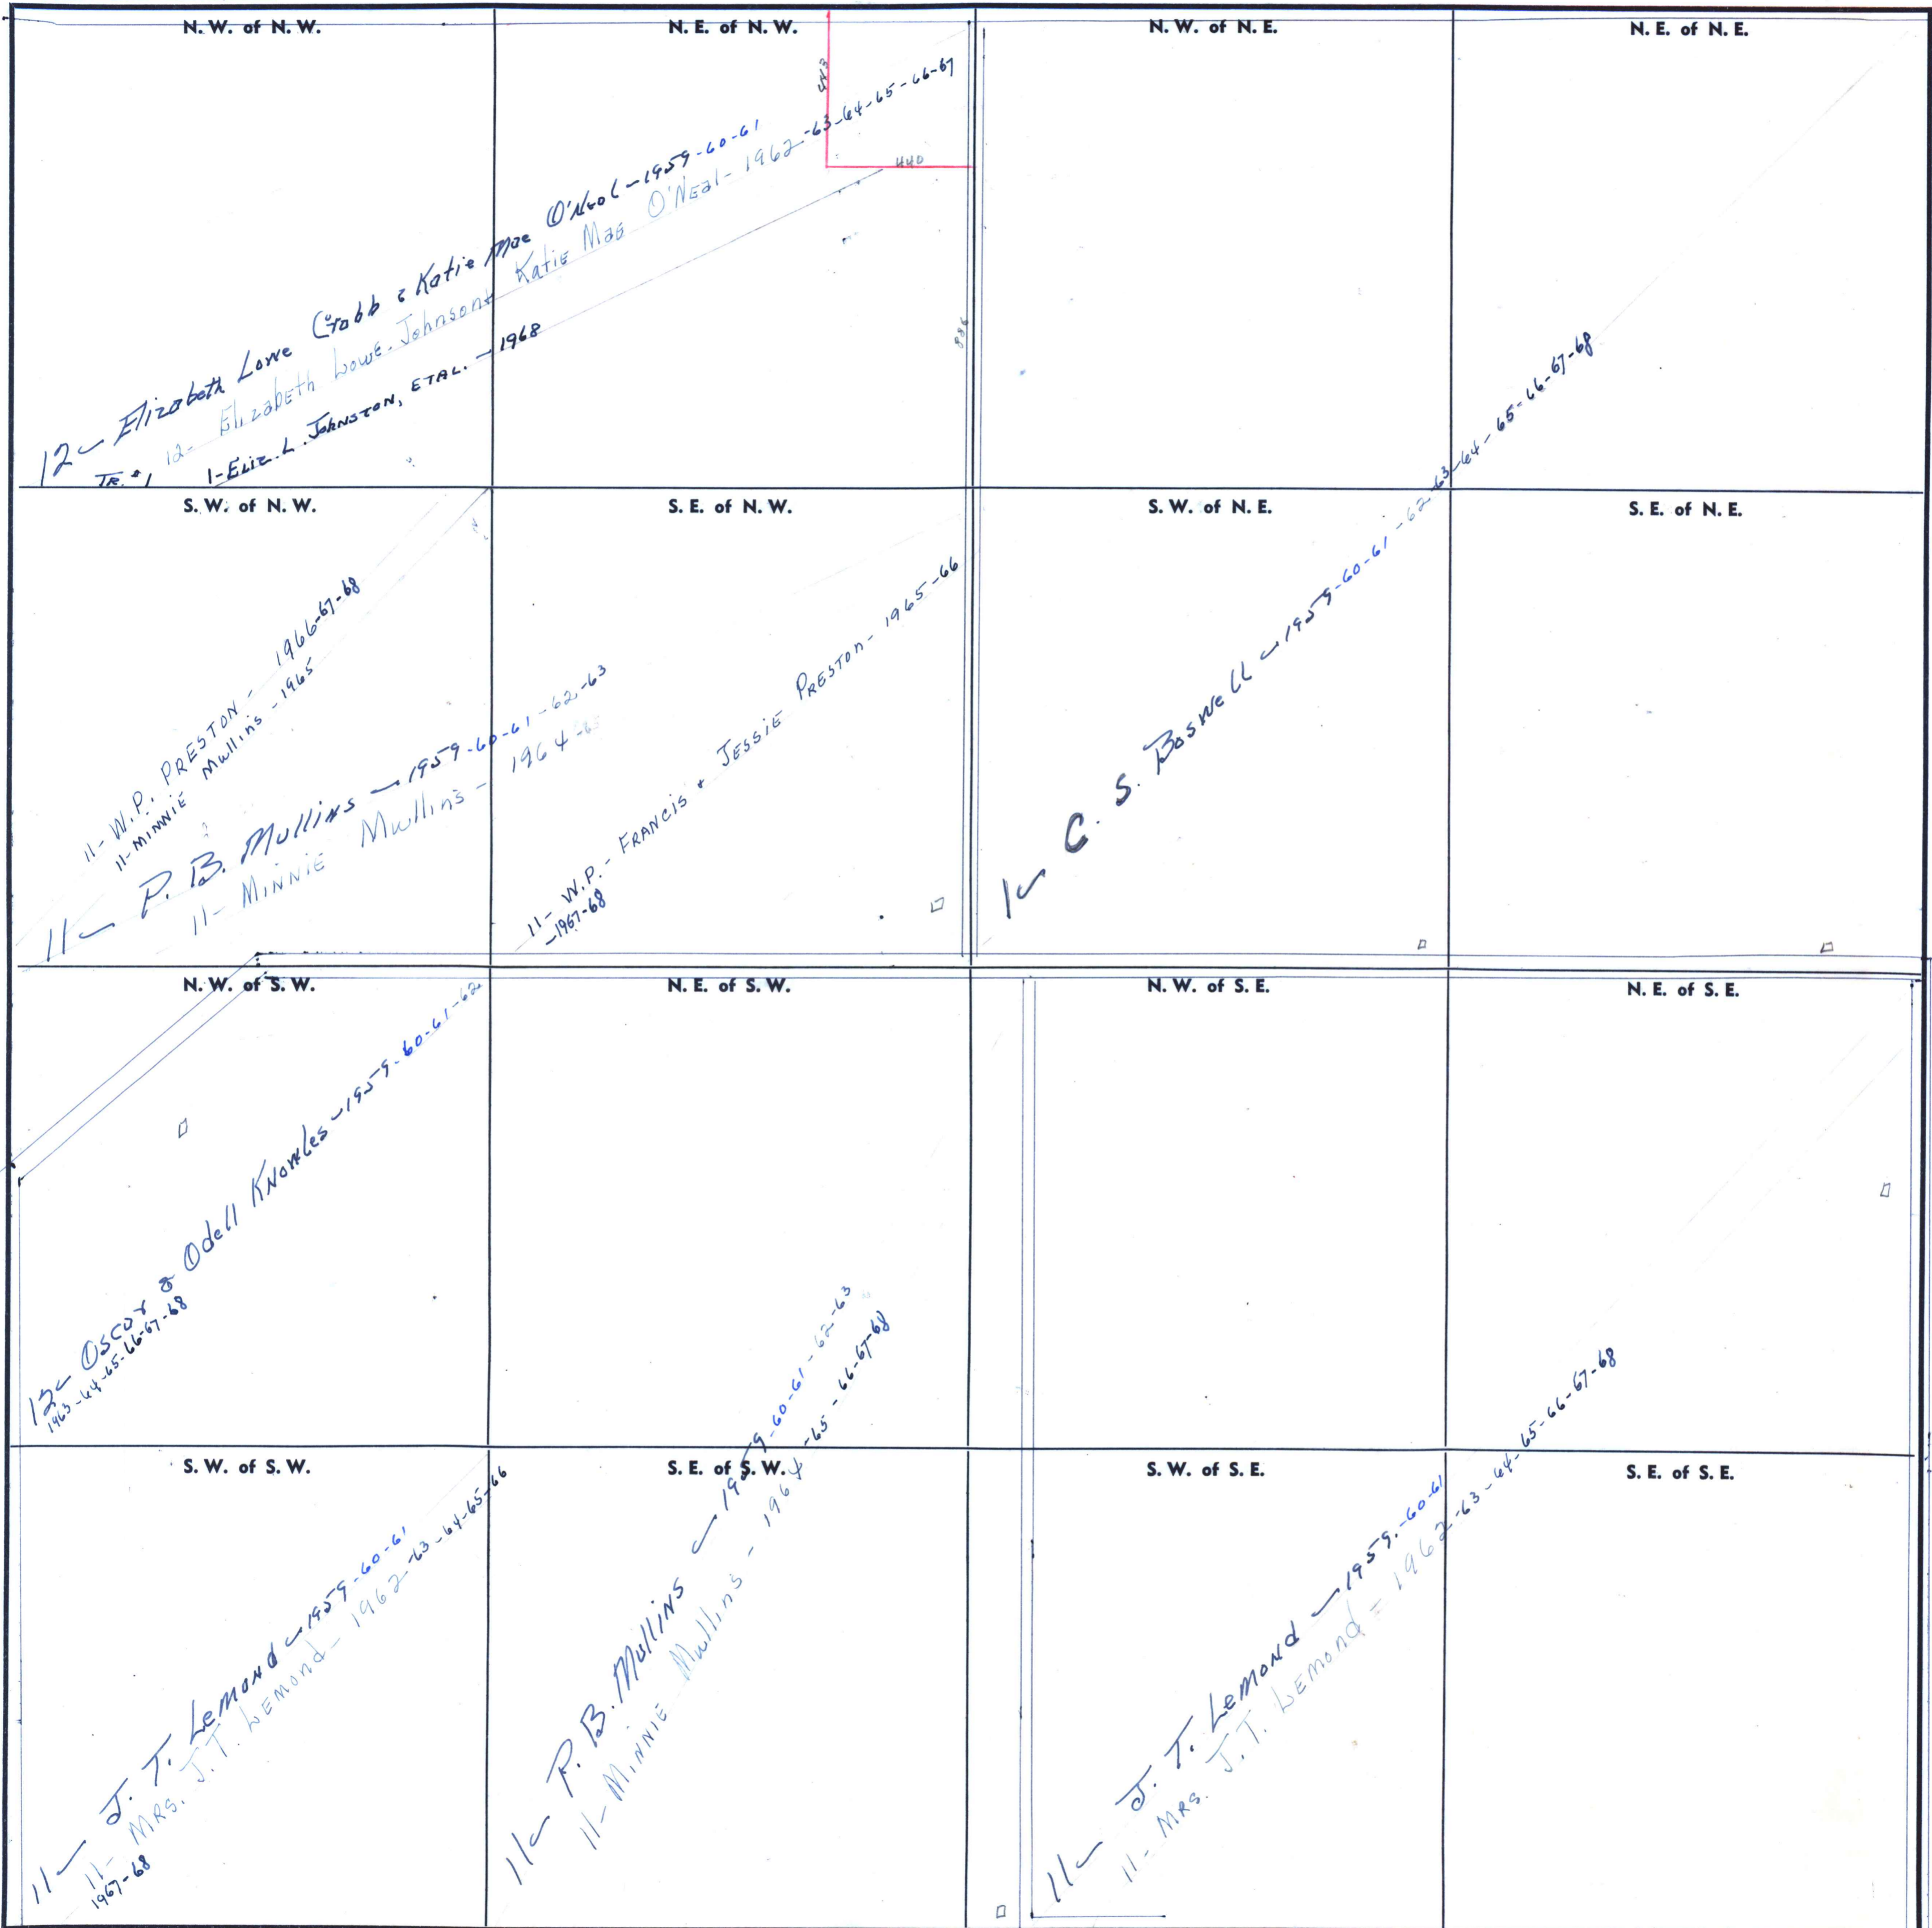 N. W. of N. W.
N. E. of N. W.
N. W. of N. E.
N. E. of N. E.
440
12- Elizabeth Lowe Crabb & Katie Mae O'Neal - 1959-60-61
12- Elizabeth Lowe Johnson + Katie Mae O'Neal - 1962-63-64-65-66-67
TR. #1
1-Eliz. L. Johnston, ETAL. - 1968
886
S. W. of N. W.
S. E. of N. W.
S. W. of N. E.
S. E. of N. E.
11- W.P. PRESTON - 1966-67-68
11- MINNIE Mullins - 1965
11- P. B. Mullins - 1959-60-61-62-63
11- MINNIE Mullins - 1964-65
11- W.P. - FRANCIS + JESSIE PRESTON - 1965-66
-1967-68
1- C. S. Boswell - 1959-60-61-62-63-64-65-66-67-68
N. W. of S. W.
N. E. of S. W.
N. W. of S. E.
N. E. of S. E.
12- Oscar & Odell Knowles - 1959-60-61-62
1963-64-65-66-67-68
S. W. of S. W.
S. E. of S. W.
S. W. of S. E.
S. E. of S. E.
11- J. T. Lemond - 1959-60-61
11- MRS. J.T. LEMOND - 1962-63-64-65-66
1967-68
11- P. B. Mullins - 1959-60-61-62-63
11- MINNIE Mullins - 1964-65-66-67-68
11- J. T. Lemond - 1959-60-61
11- MRS. J.T. LEMOND - 1962-63-64-65-66-67-68